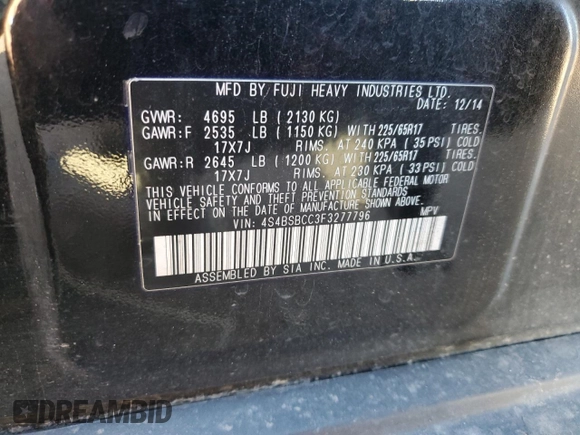 MFD BY FUJI HEAVY INDUSTRIES LTD.
DATE: 12/14
GVWR: 4695 LB ( 2130 KG)
GAWR:F 2535 LB ( 1150 KG) WITH 225/65R17 TIRES.
17X7J RIMS. AT 240 KPA ( 35 PSI) COLD
GAWR:R 2645 LB ( 1200 KG) WITH 225/65R17 TIRES.
17X7J RIMS. AT 230 KPA ( 33 PSI) COLD
THIS VEHICLE CONFORMS TO ALL APPLICABLE FEDERAL MOTOR
VEHICLE SAFETY AND THEFT PREVENTION STANDARDS
IN EFFECT ON THE DATE OF MANUFACTURE SHOWN ABOVE.
VIN: 4S4BSBCC3F3277796 MPV
ASSEMBLED BY SIA INC. MADE IN U.S.A.
DREAMBID